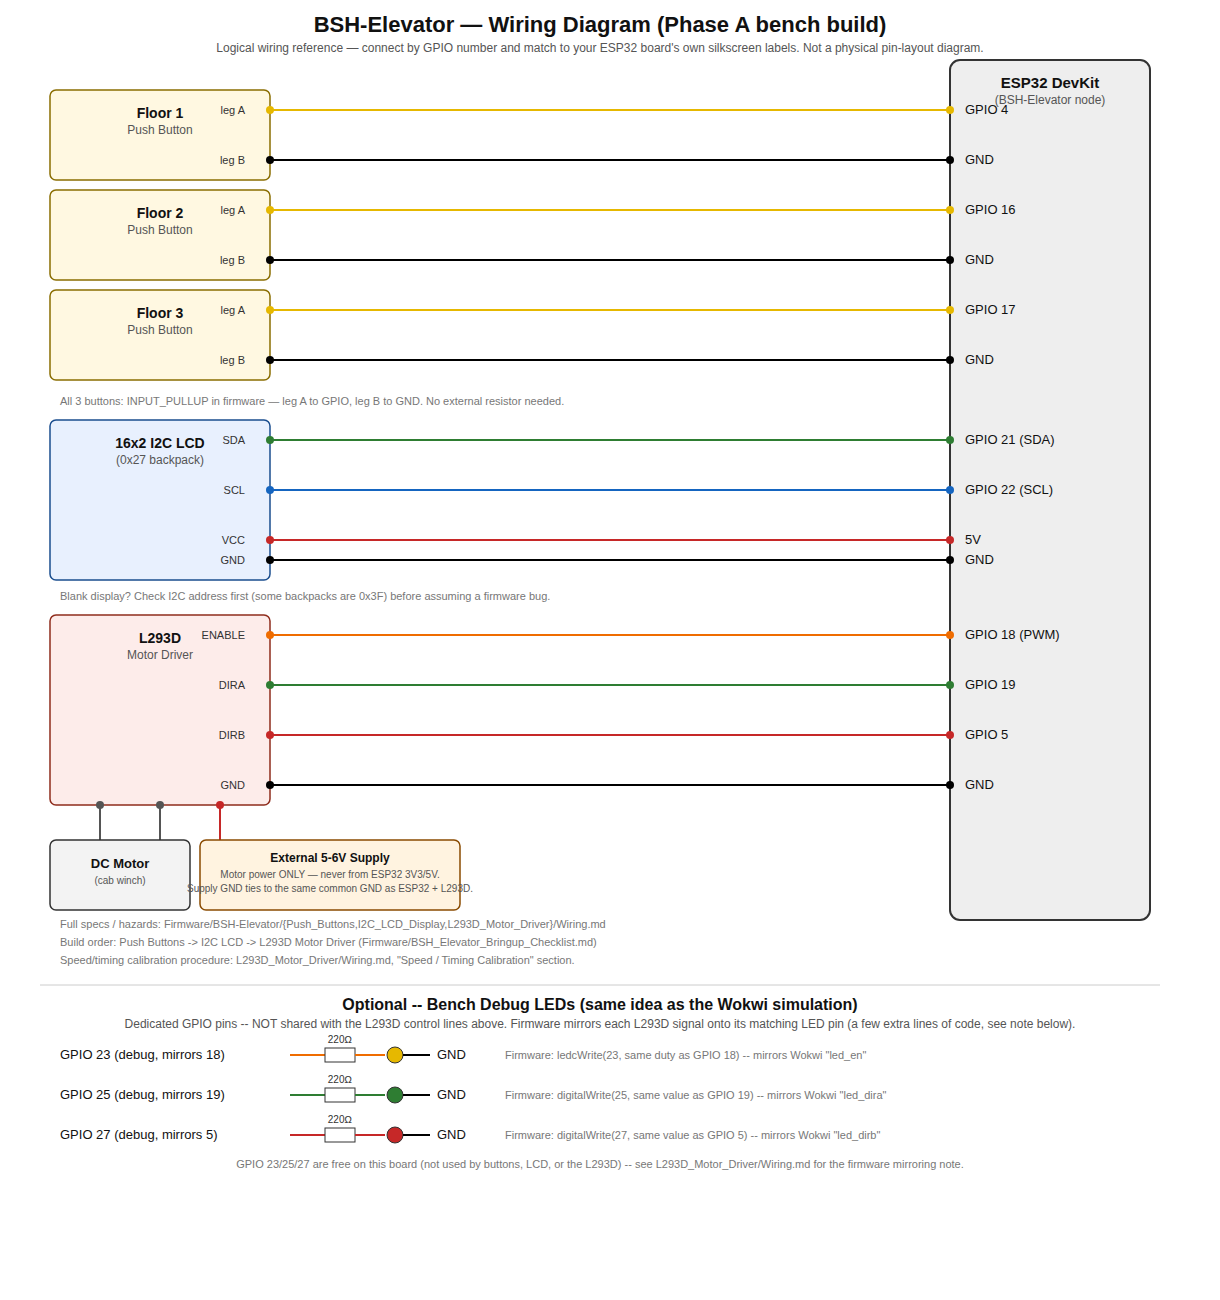 BSH-Elevator — Wiring Diagram (Phase A bench build)
Logical wiring reference — connect by GPIO number and match to your ESP32 board's own silkscreen labels. Not a physical pin-layout diagram.
ESP32 DevKit
(BSH-Elevator node)
Floor 1
Push Button
leg A
GPIO 4
leg B
GND
Floor 2
Push Button
leg A
GPIO 16
leg B
GND
Floor 3
Push Button
leg A
GPIO 17
leg B
GND
All 3 buttons: INPUT_PULLUP in firmware — leg A to GPIO, leg B to GND. No external resistor needed.
16x2 I2C LCD
(0x27 backpack)
SDA
GPIO 21 (SDA)
SCL
GPIO 22 (SCL)
VCC
5V
GND
GND
Blank display? Check I2C address first (some backpacks are 0x3F) before assuming a firmware bug.
L293D
Motor Driver
ENABLE
GPIO 18 (PWM)
DIRA
GPIO 19
DIRB
GPIO 5
GND
GND
DC Motor
(cab winch)
External 5-6V Supply
Motor power ONLY — never from ESP32 3V3/5V.
Supply GND ties to the same common GND as ESP32 + L293D.
Full specs / hazards: Firmware/BSH-Elevator/{Push_Buttons,I2C_LCD_Display,L293D_Motor_Driver}/Wiring.md
Build order: Push Buttons -> I2C LCD -> L293D Motor Driver (Firmware/BSH_Elevator_Bringup_Checklist.md)
Speed/timing calibration procedure: L293D_Motor_Driver/Wiring.md, "Speed / Timing Calibration" section.
Optional -- Bench Debug LEDs (same idea as the Wokwi simulation)
Dedicated GPIO pins -- NOT shared with the L293D control lines above. Firmware mirrors each L293D signal onto its matching LED pin (a few extra lines of code, see note below).
220Ω
GPIO 23 (debug, mirrors 18)
GND
Firmware: ledcWrite(23, same duty as GPIO 18) -- mirrors Wokwi "led_en"
220Ω
GPIO 25 (debug, mirrors 19)
GND
Firmware: digitalWrite(25, same value as GPIO 19) -- mirrors Wokwi "led_dira"
220Ω
GPIO 27 (debug, mirrors 5)
GND
Firmware: digitalWrite(27, same value as GPIO 5) -- mirrors Wokwi "led_dirb"
GPIO 23/25/27 are free on this board (not used by buttons, LCD, or the L293D) -- see L293D_Motor_Driver/Wiring.md for the firmware mirroring note.